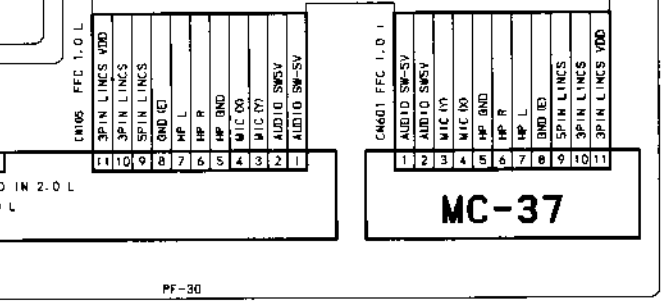 CN105 FFC 1.0 L
3PIN LINCS VDD
3PIN LINCS
5PIN LINCS
GND (E)
HP L
HP R
HP GND
MIC (X)
MIC (Y)
AUDIO SW5V
AUDIO SW-5V
11 10 9 8 7 6 5 4 3 2 1
CN601 FFC 1.0 L
AUDIO SW-5V
AUDIO SW5V
MIC (Y)
MIC (X)
HP GND
HP R
HP L
GND (E)
5PIN LINCS
3PIN LINCS
3PIN LINCS VDD
1 2 3 4 5 6 7 8 9 10 11
IN 2.0 L
L
MC-37
PF-30